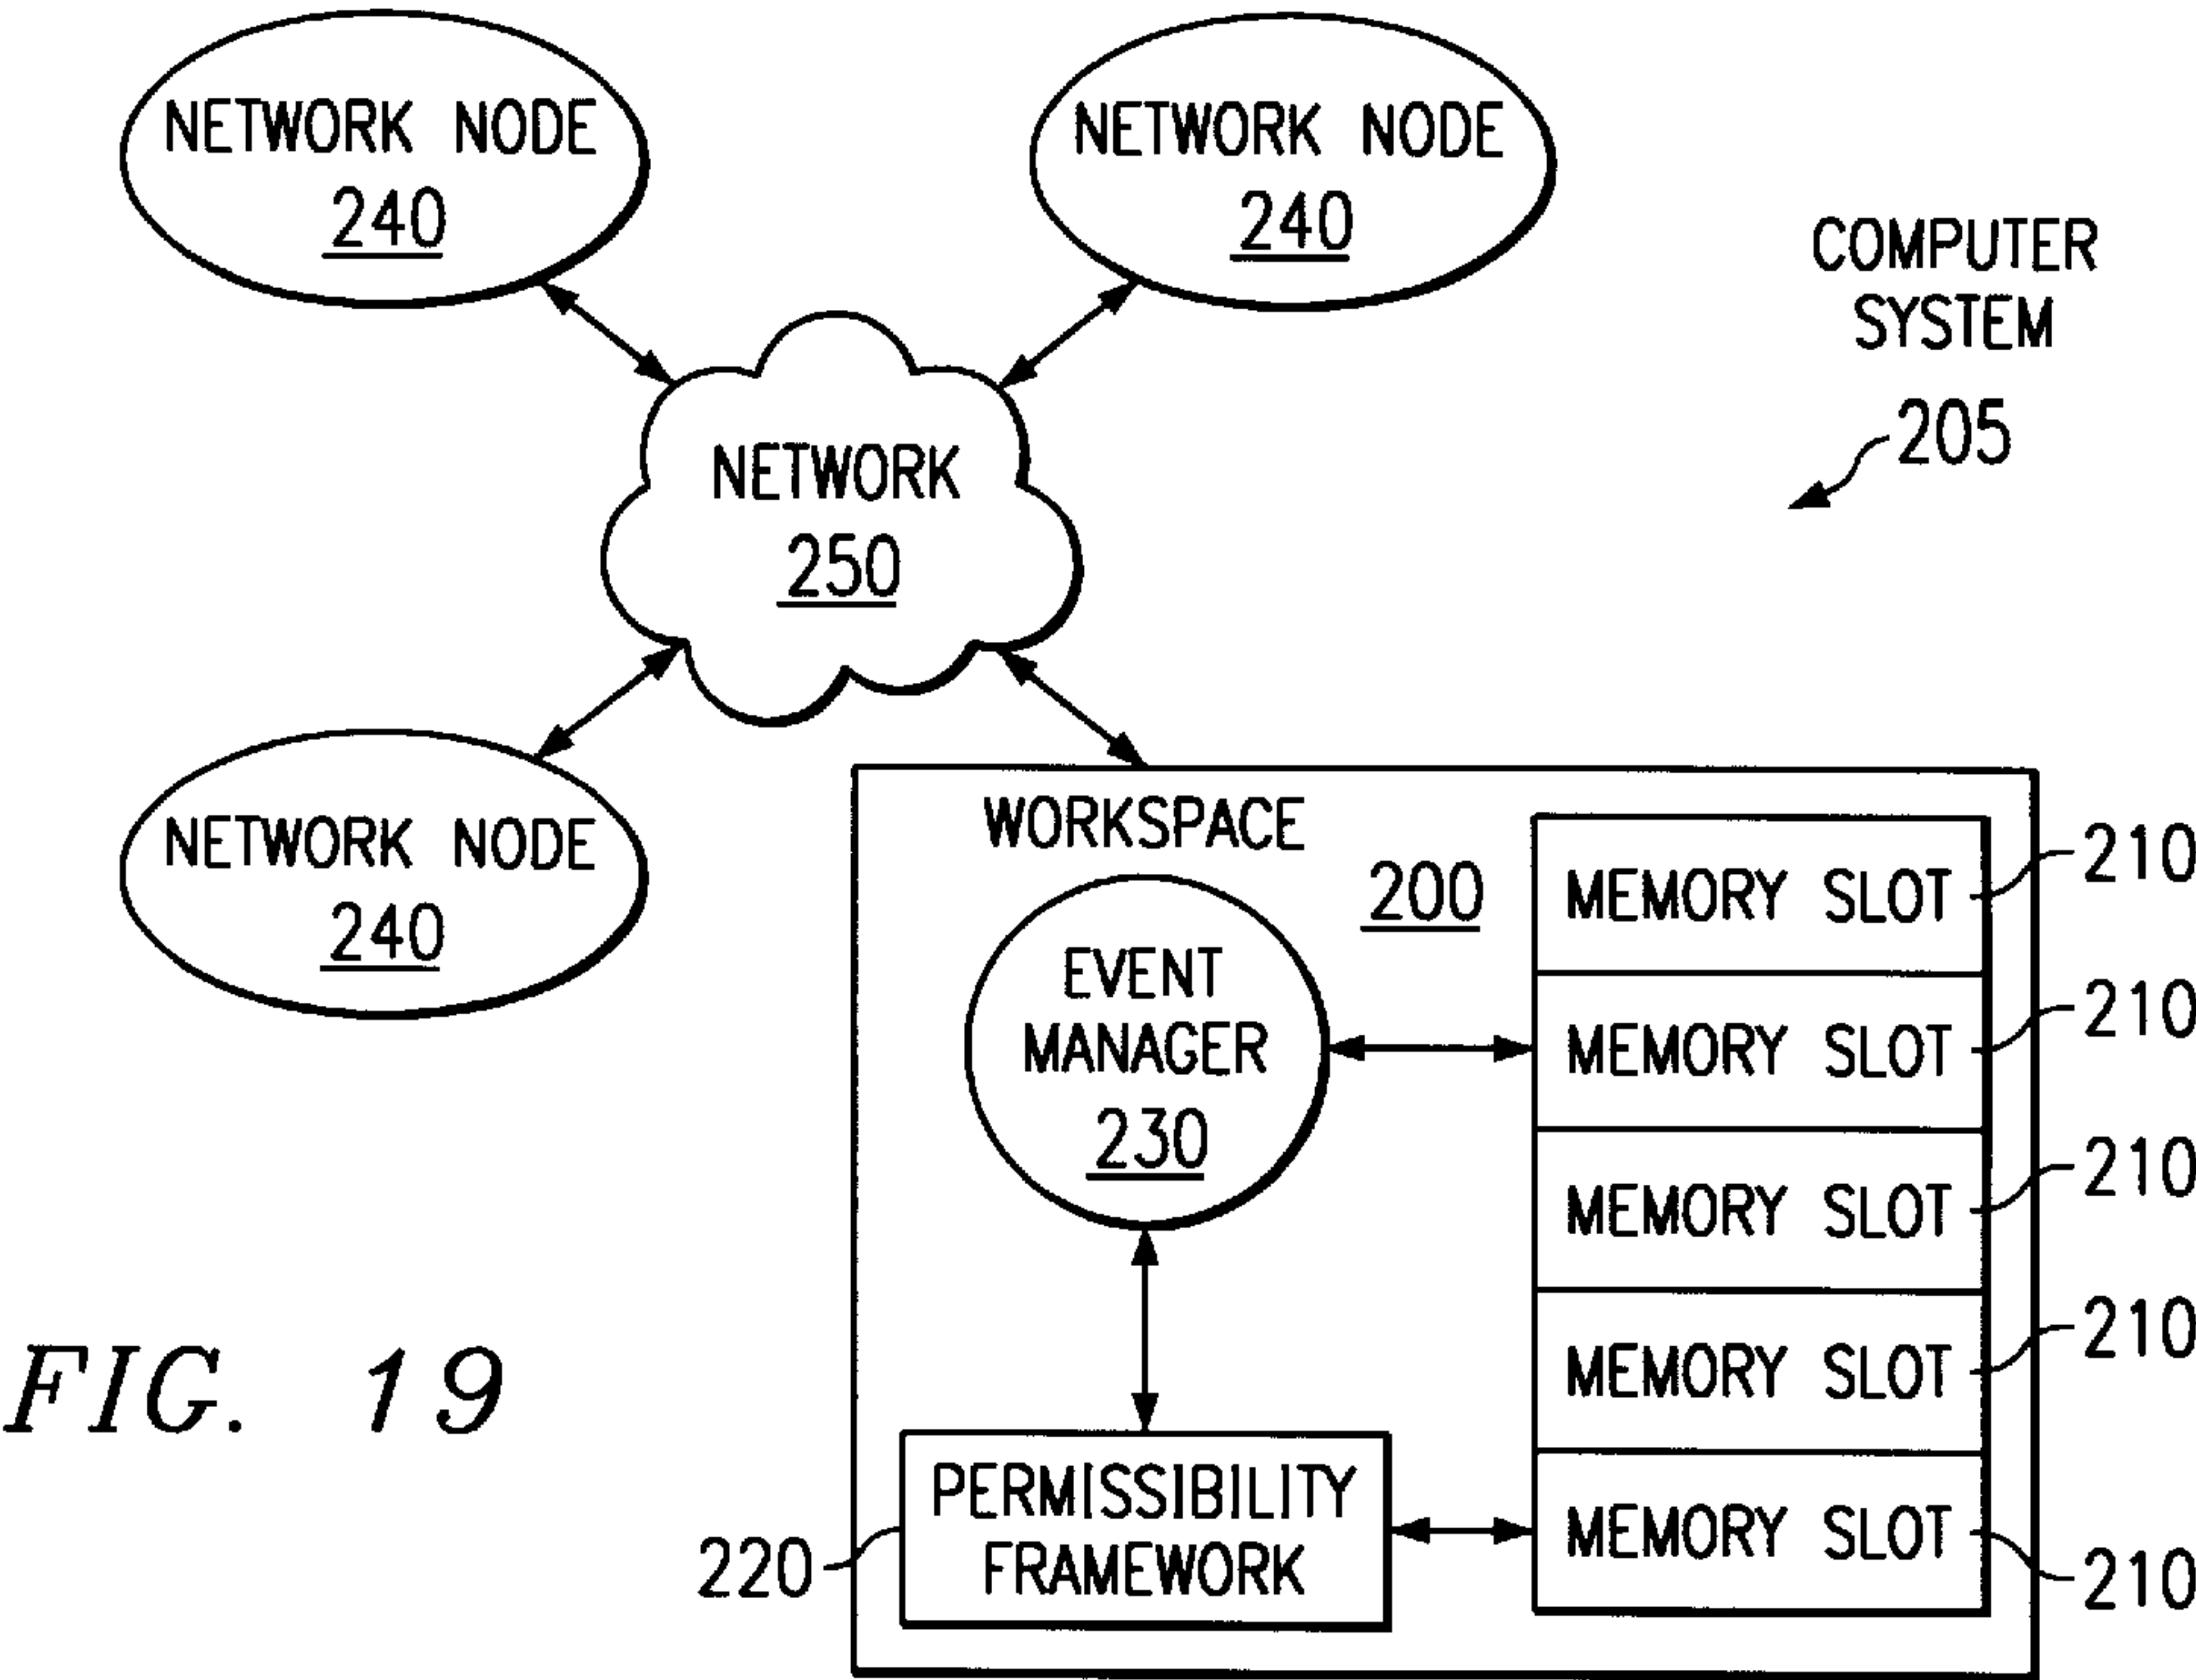 NETWORK NODE
240
NETWORK NODE
240
COMPUTER
SYSTEM
205
NETWORK
250
NETWORK NODE
240
WORKSPACE
200
EVENT
MANAGER
230
MEMORY SLOT
210
MEMORY SLOT
210
MEMORY SLOT
210
MEMORY SLOT
210
MEMORY SLOT
210
PERMISSIBILITY
FRAMEWORK
220
FIG. 19